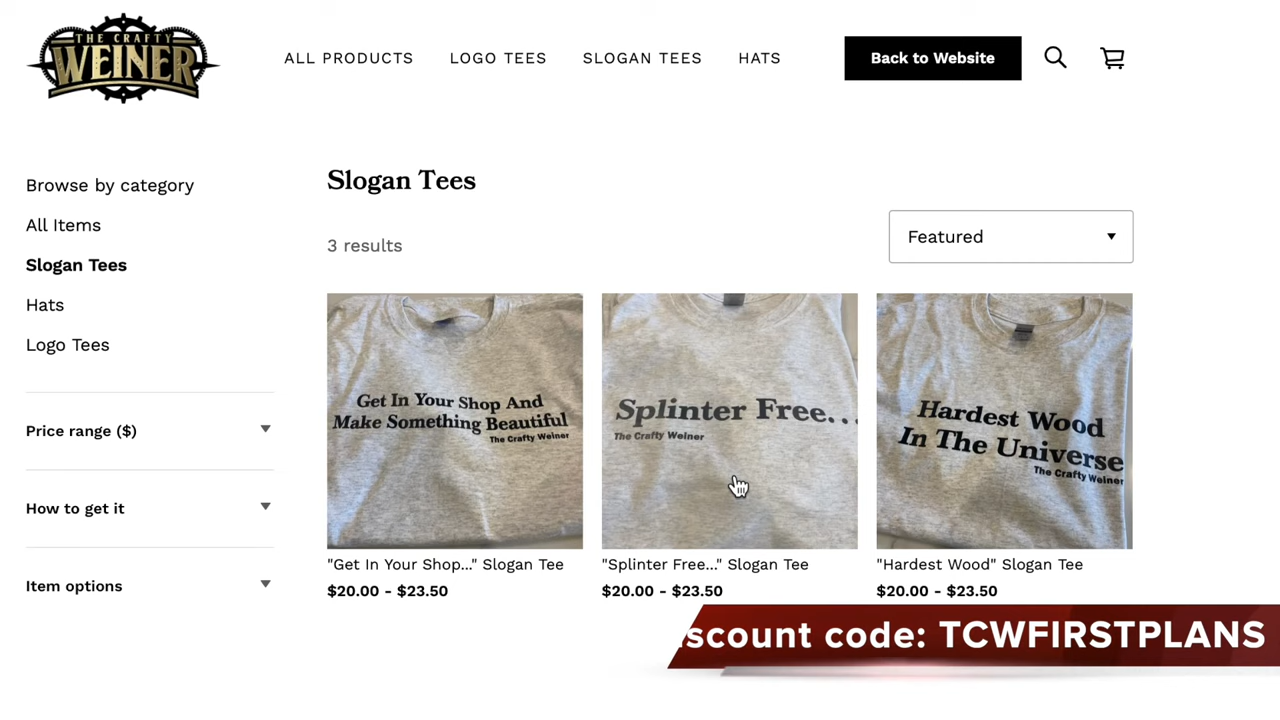 THE CRAFTY
WEINER
ALL PRODUCTS
LOGO TEES
SLOGAN TEES
HATS
Back to Website
Browse by category
All Items
Slogan Tees
Hats
Logo Tees
Price range ($)
How to get it
Item options
Slogan Tees
3 results
Featured
Get In Your Shop And
Make Something Beautiful
The Crafty Weiner
Splinter Free...
The Crafty Weiner
Hardest Wood
In The Universe
The Crafty Weiner
"Get In Your Shop..." Slogan Tee
$20.00 - $23.50
"Splinter Free..." Slogan Tee
$20.00 - $23.50
"Hardest Wood" Slogan Tee
$20.00 - $23.50
scount code: TCWFIRSTPLANS